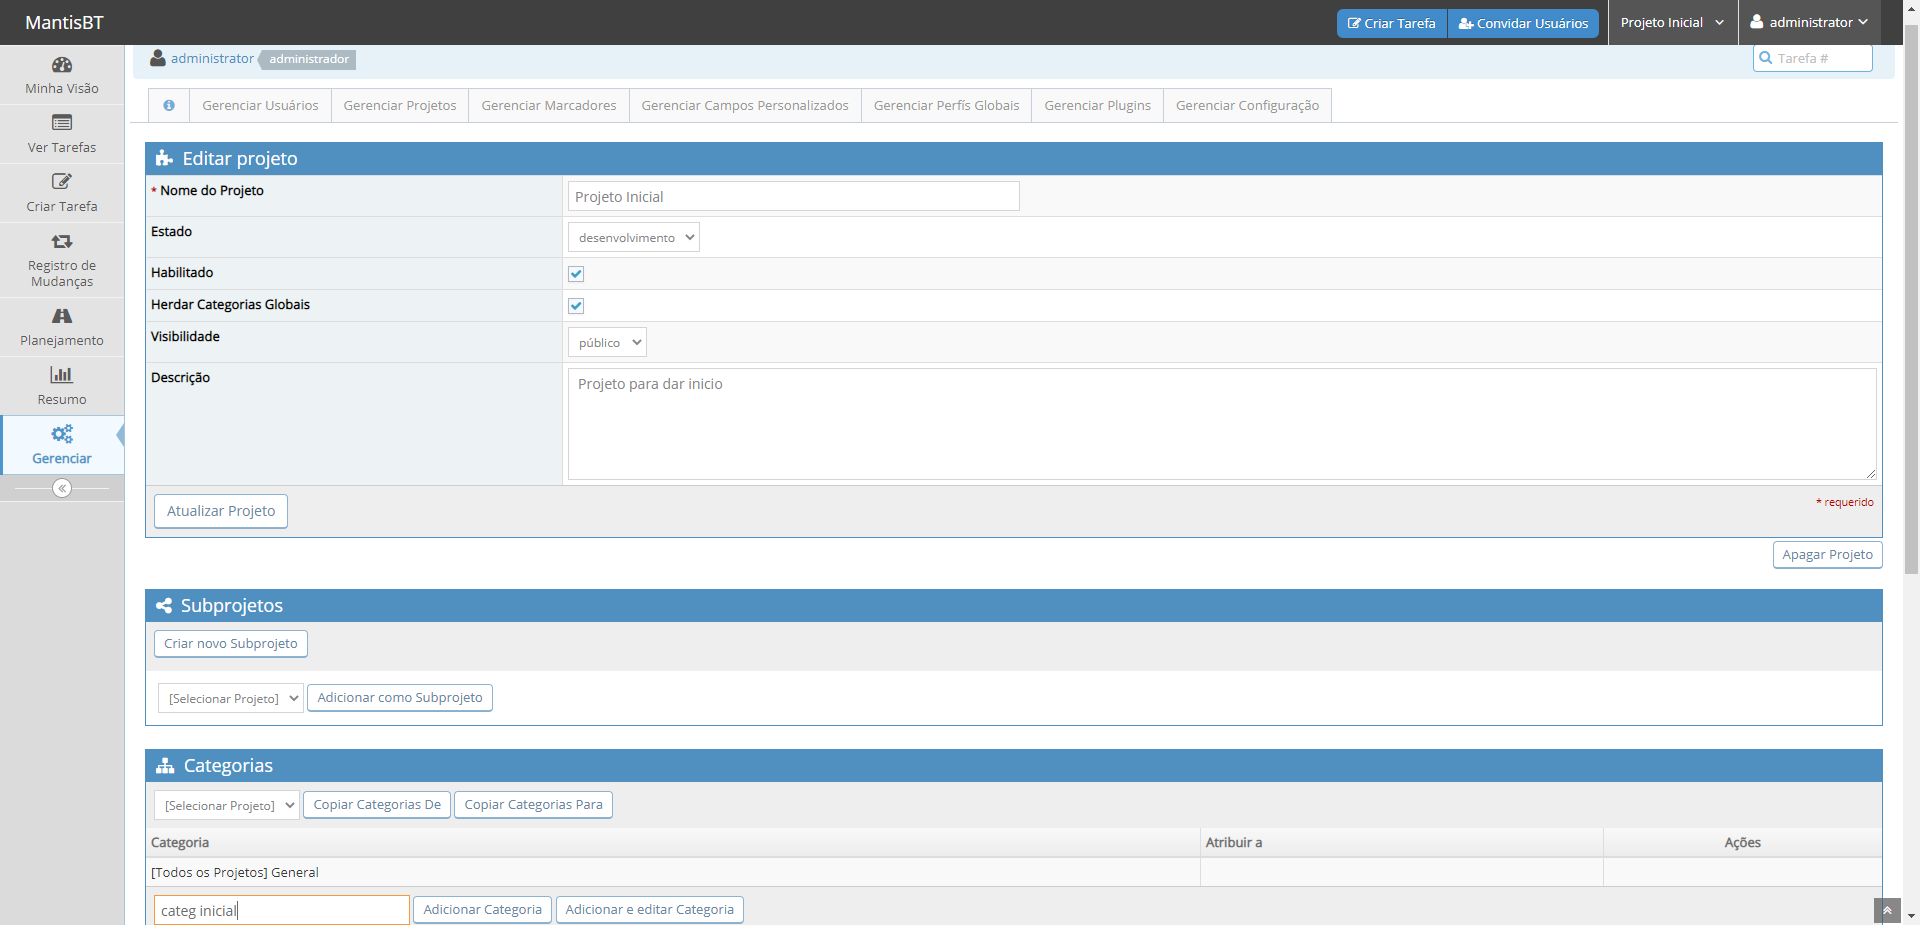 MantisBT
Criar Tarefa
Convidar Usuários
Projeto Inicial
administrator
administrator
administrador
Tarefa #
Minha Visão
Ver Tarefas
Criar Tarefa
Registro de
Mudanças
Planejamento
Resumo
Gerenciar
Gerenciar Usuários
Gerenciar Projetos
Gerenciar Marcadores
Gerenciar Campos Personalizados
Gerenciar Perfís Globais
Gerenciar Plugins
Gerenciar Configuração
Editar projeto
* Nome do Projeto
Projeto Inicial
Estado
desenvolvimento
Habilitado
Herdar Categorias Globais
Visibilidade
público
Descrição
Projeto para dar inicio
Atualizar Projeto
* requerido
Apagar Projeto
Subprojetos
Criar novo Subprojeto
[Selecionar Projeto]
Adicionar como Subprojeto
Categorias
[Selecionar Projeto]
Copiar Categorias De
Copiar Categorias Para
Categoria
Atribuir a
Ações
[Todos os Projetos] General
categ inicial
Adicionar Categoria
Adicionar e editar Categoria